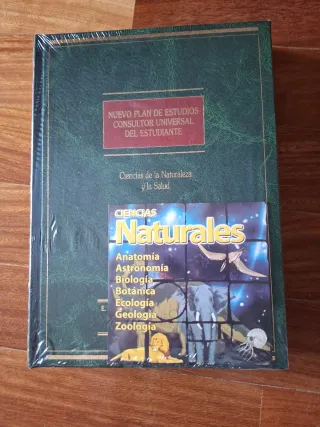 NUEVO PLAN DE ESTUDIOS
CONSULTOR UNIVERSAL
DEL ESTUDIANTE
Ciencias de la Naturaleza
y la Salud
CIENCIAS
Naturales
Anatomía
Astronomía
Biología
Botánica
Ecología
Geología
Zoología
E.